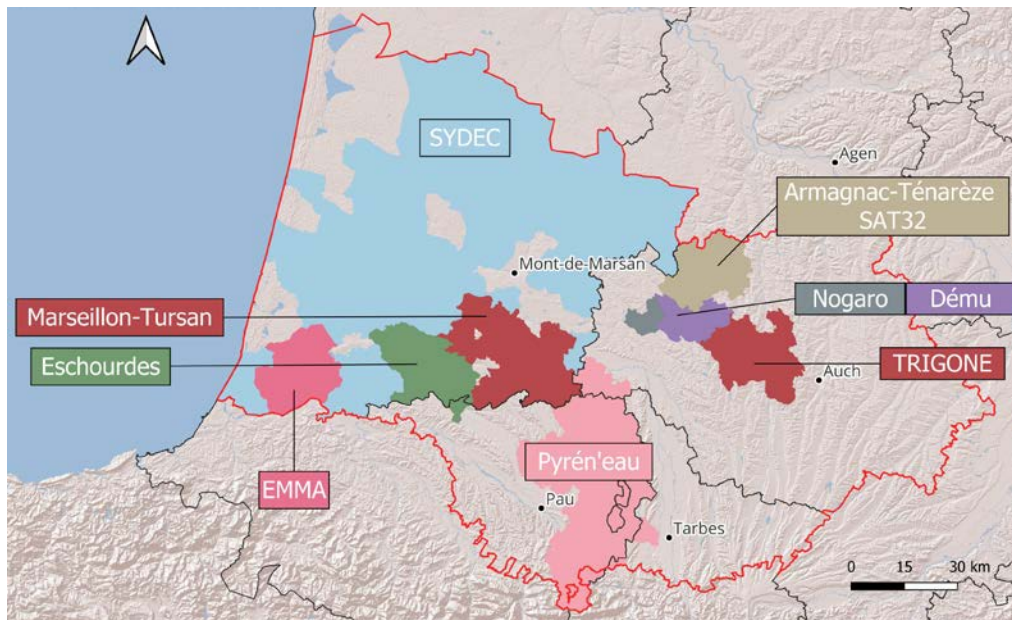 SYDEC
Agen
Armagnac-Ténarèze
SAT32
Mont-de-Marsan
Marseillon-Tursan
Nogaro
Dému
Eschourdes
TRIGONE
Auch
EMMA
Pyrén'eau
Pau
Tarbes
0 15 30 km